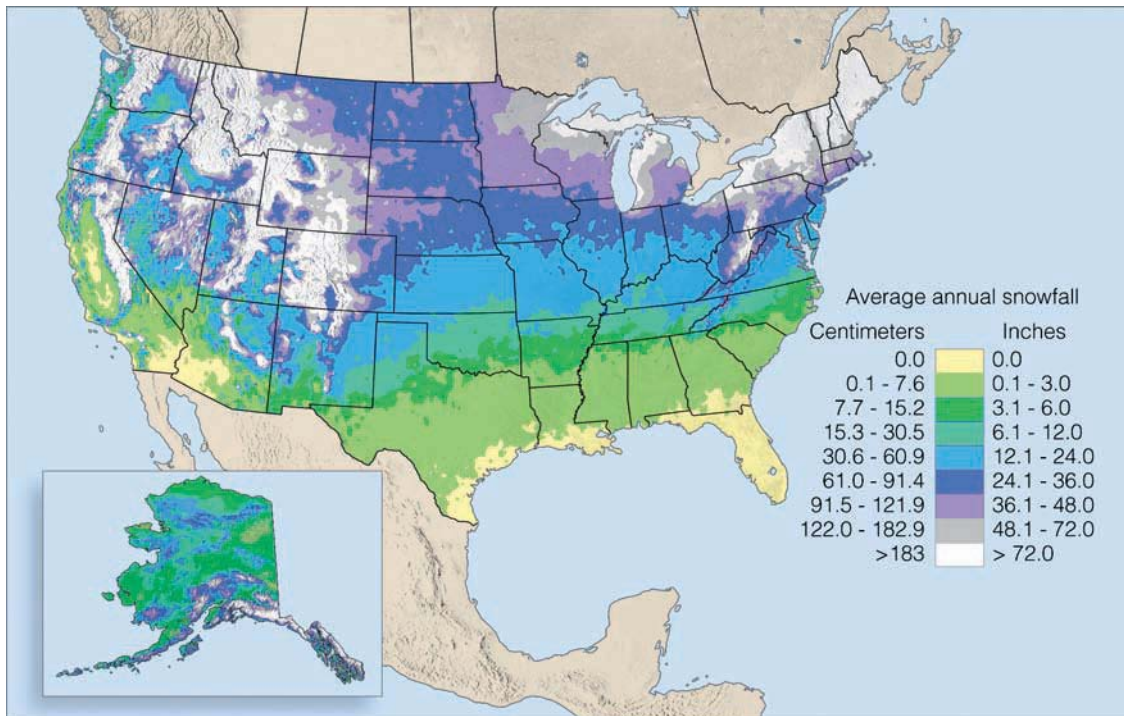 Average annual snowfall
Centimeters Inches
0.0 0.0
0.1 - 7.6 0.1 - 3.0
7.7 - 15.2 3.1 - 6.0
15.3 - 30.5 6.1 - 12.0
30.6 - 60.9 12.1 - 24.0
61.0 - 91.4 24.1 - 36.0
91.5 - 121.9 36.1 - 48.0
122.0 - 182.9 48.1 - 72.0
>183 > 72.0